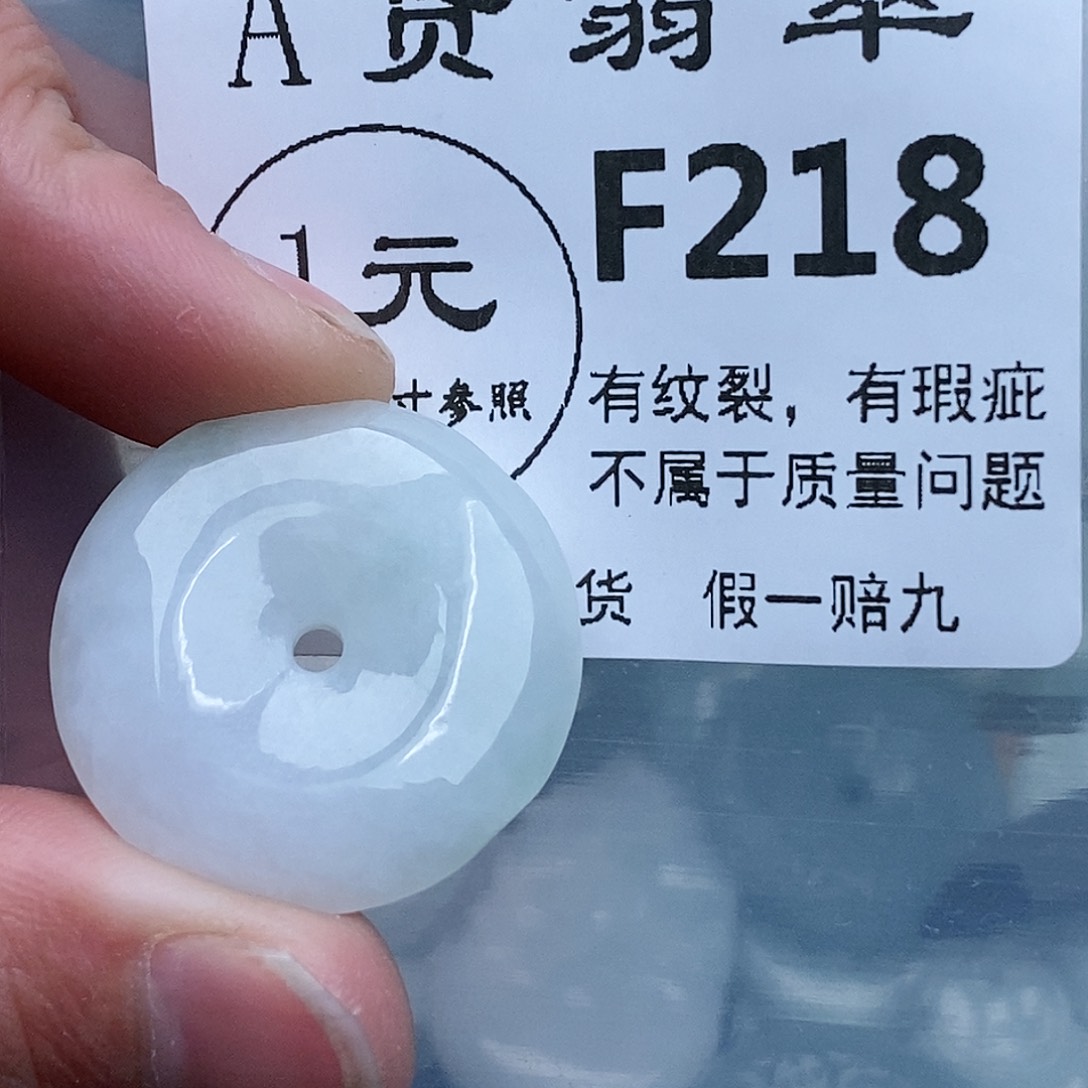 A货翡翠
F218
1元
寸参照
有纹裂，有瑕疵
不属于质量问题
货 假一赔九